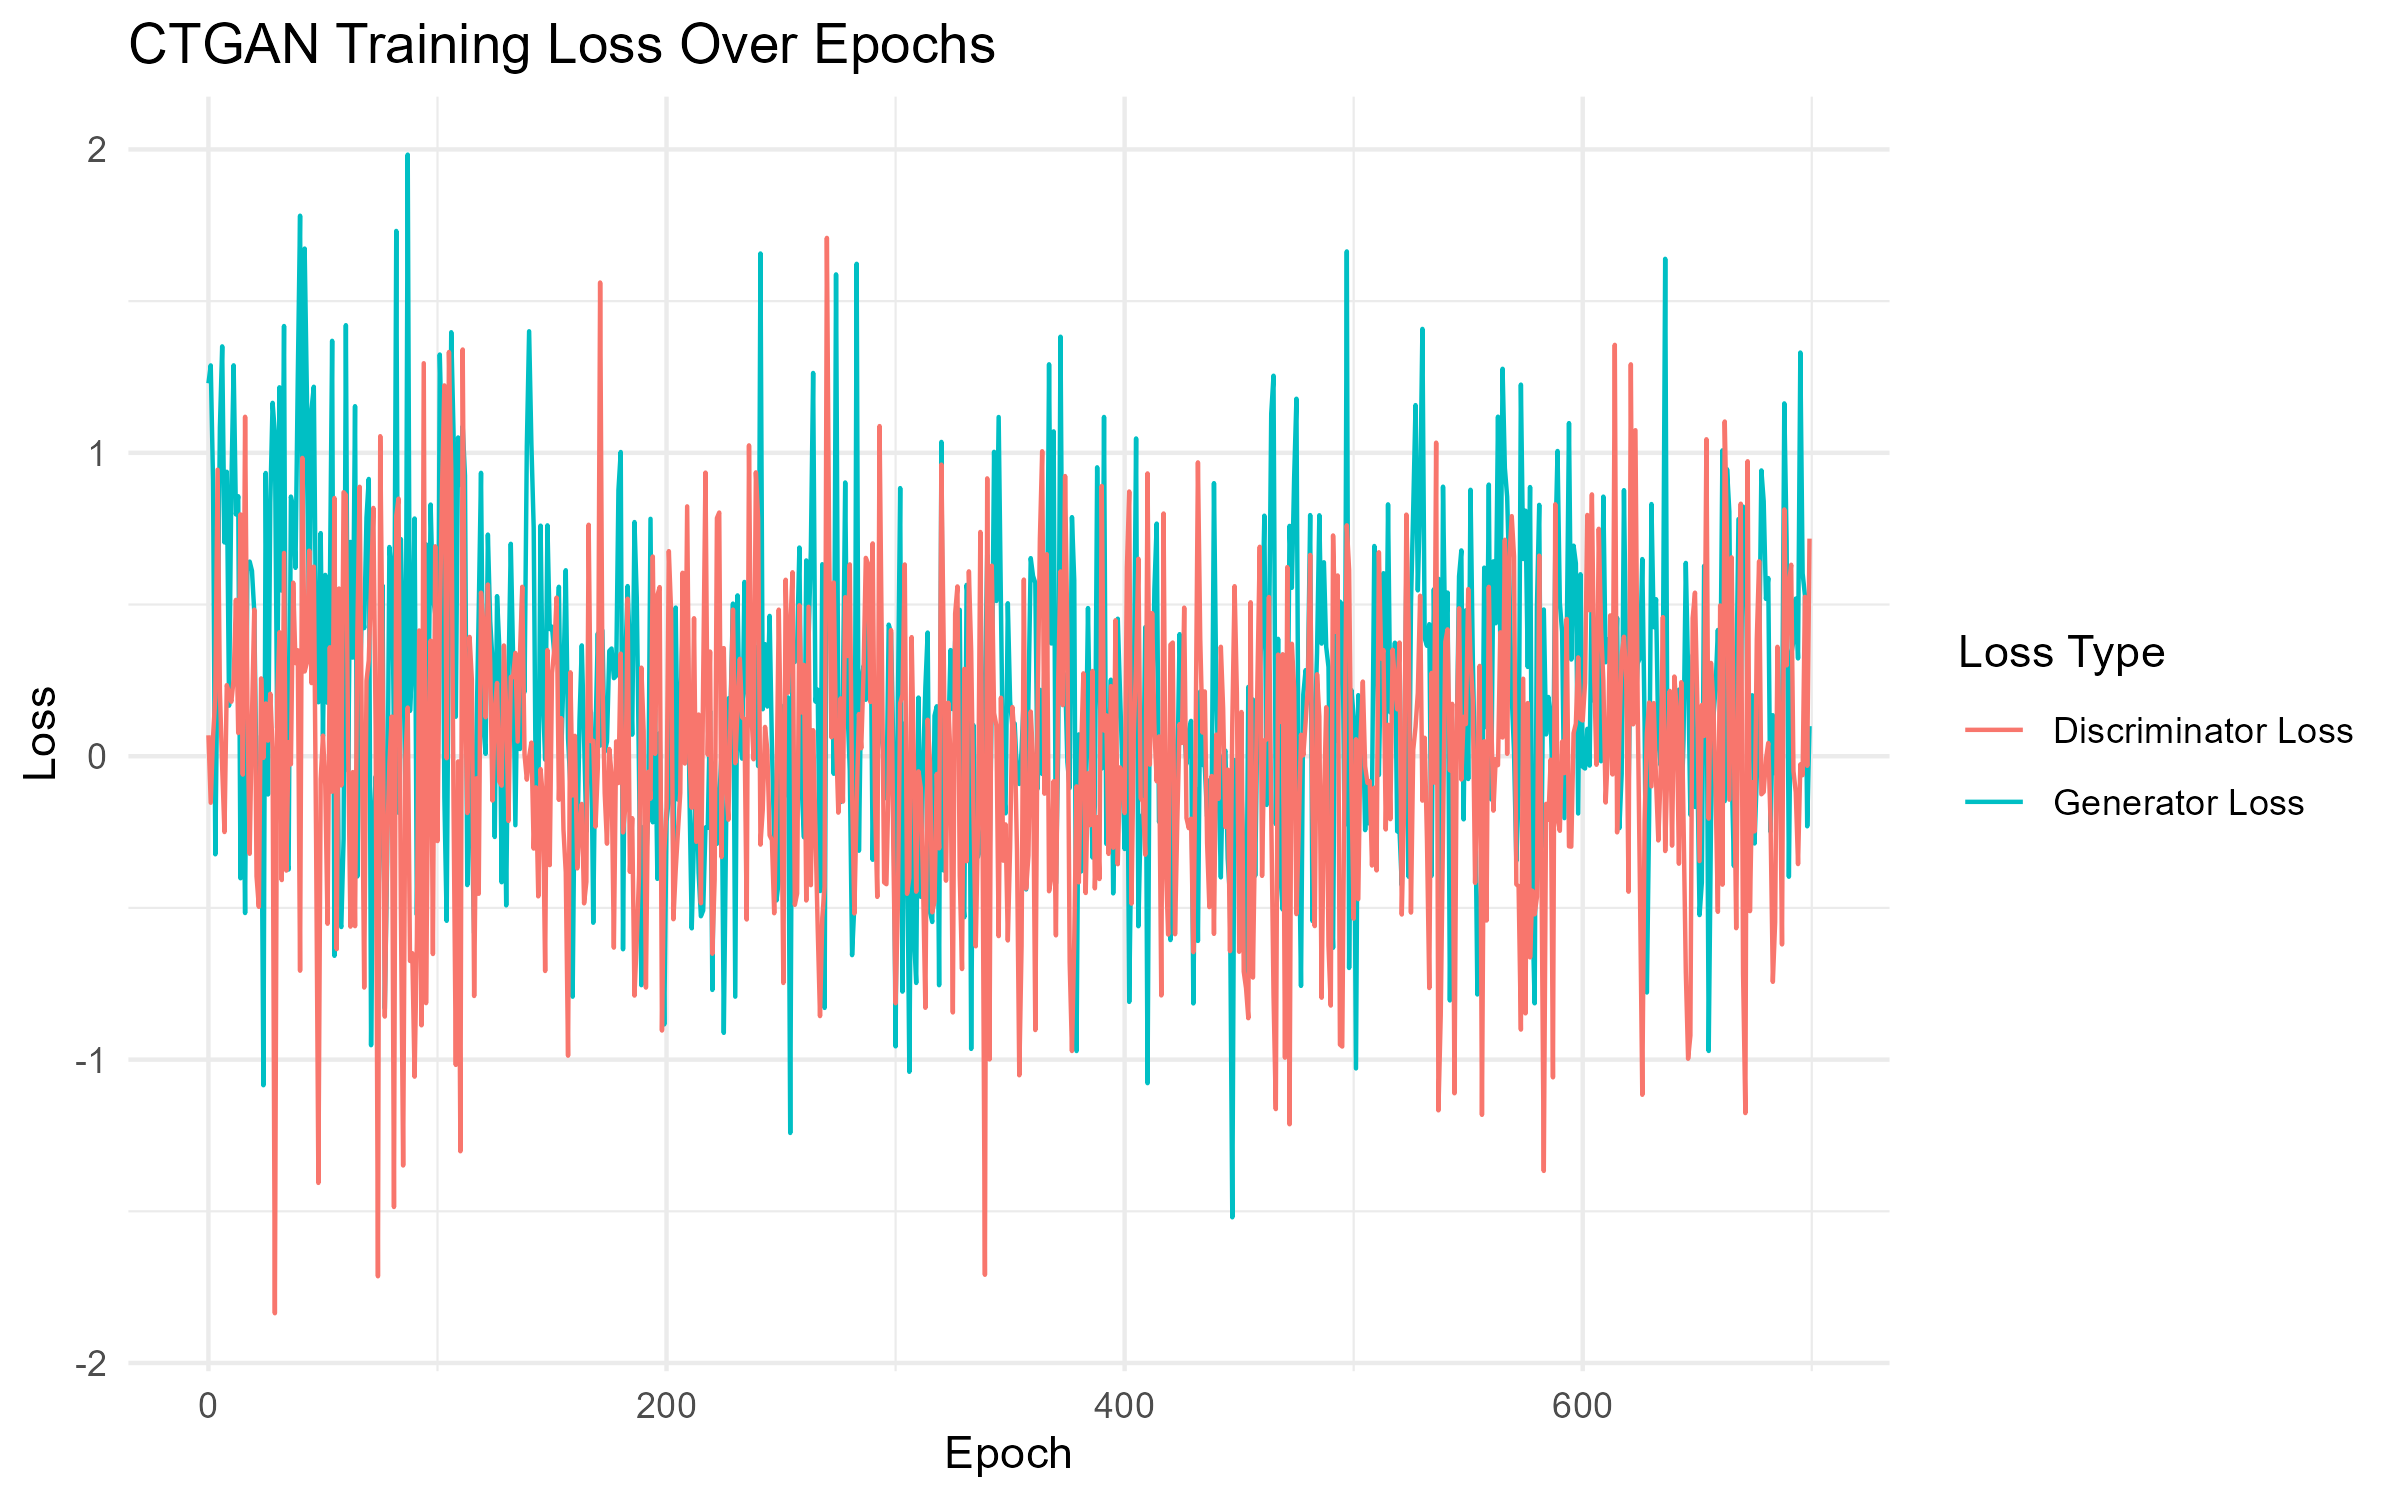 CTGAN Training Loss Over Epochs
2
1
0
-1
-2
Loss
0 200 400 600
Epoch
Loss Type
Discriminator Loss
Generator Loss